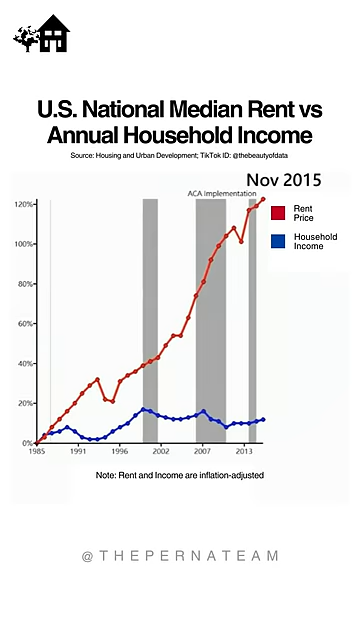 U.S. National Median Rent vs
Annual Household Income
Source: Housing and Urban Development; TikTok ID: @thebeautyofdata
Nov 2015
ACA implementation
Rent
Price
Household
Income
120%
100%
80%
60%
40%
20%
0%
1985 1991 1996 2002 2007 2013
Note: Rent and Income are inflation-adjusted
@THEPERNATEAM